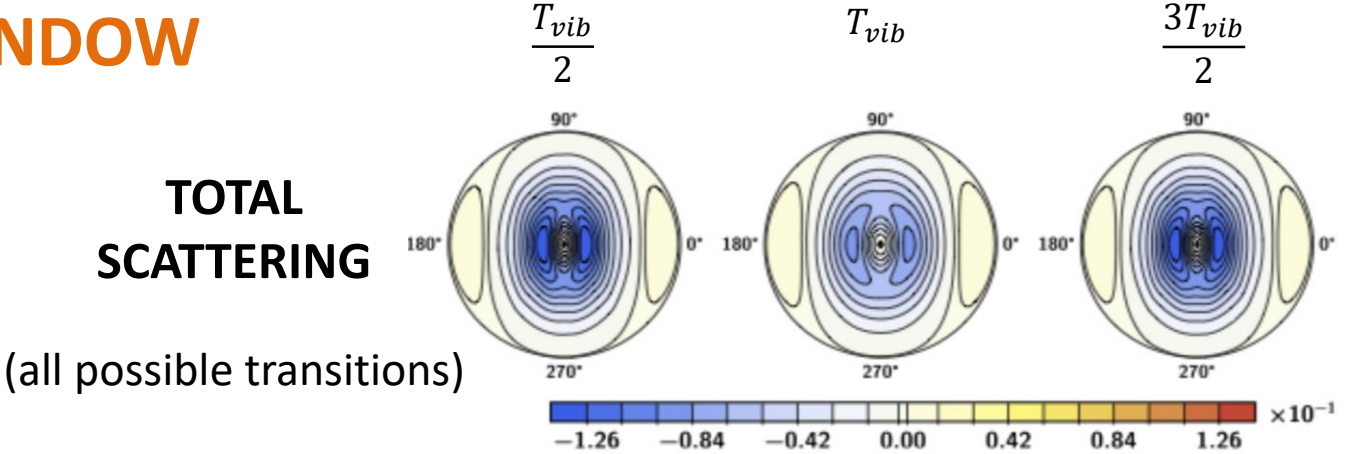 NDOW
T_vib/2
T_vib
3T_vib/2
90° 90° 90°
TOTAL
SCATTERING
180° 0° 180° 0° 180° 0°
(all possible transitions)
270° 270° 270°
×10⁻¹
−1.26 −0.84 −0.42 0.00 0.42 0.84 1.26